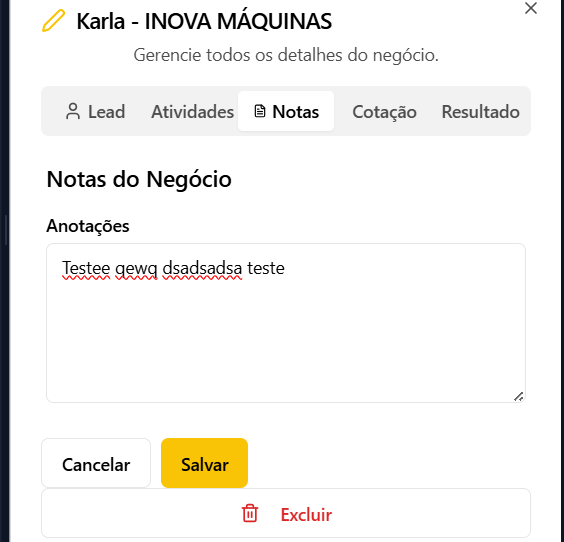 Karla - INOVA MÁQUINAS
Gerencie todos os detalhes do negócio.
Lead Atividades Notas Cotação Resultado
Notas do Negócio
Anotações
Testee qewq dsadsadsa teste
Cancelar Salvar
Excluir